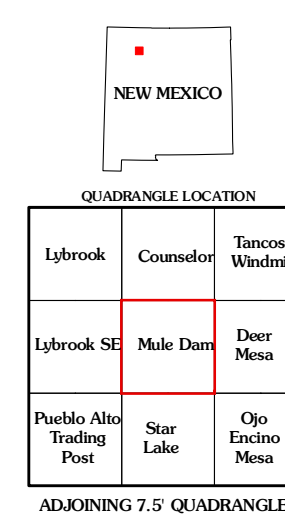 NEW MEXICO
QUADRANGLE LOCATION
Lybrook
Counselor
Tancos
Windmi
Lybrook SE
Mule Dam
Deer
Mesa
Pueblo Alto
Trading
Post
Star
Lake
Ojo
Encino
Mesa
ADJOINING 7.5' QUADRANGLE